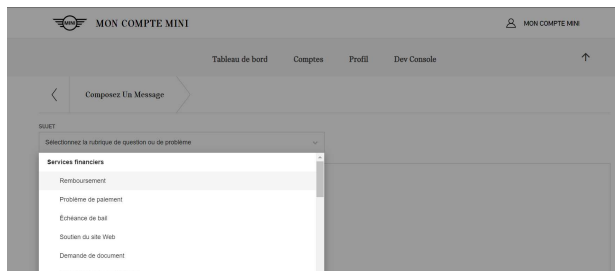 MINI
MON COMPTE MINI
MON COMPTE MINI
Tableau de bord Comptes Profil Dev Console
Composez Un Message
SUJET
Sélectionnez la rubrique de question ou de problème
Services financiers
Remboursement
Problème de paiement
Échéance de bail
Soutien du site Web
Demande de document